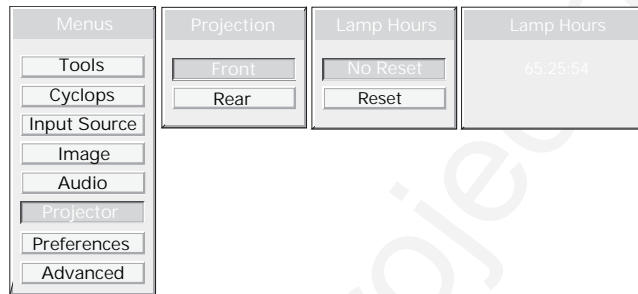 Menus
Tools
Cyclops
Input Source
Image
Audio
Projector
Preferences
Advanced
Projection
Front
Rear
Lamp Hours
No Reset
Reset
Lamp Hours
65:25:54